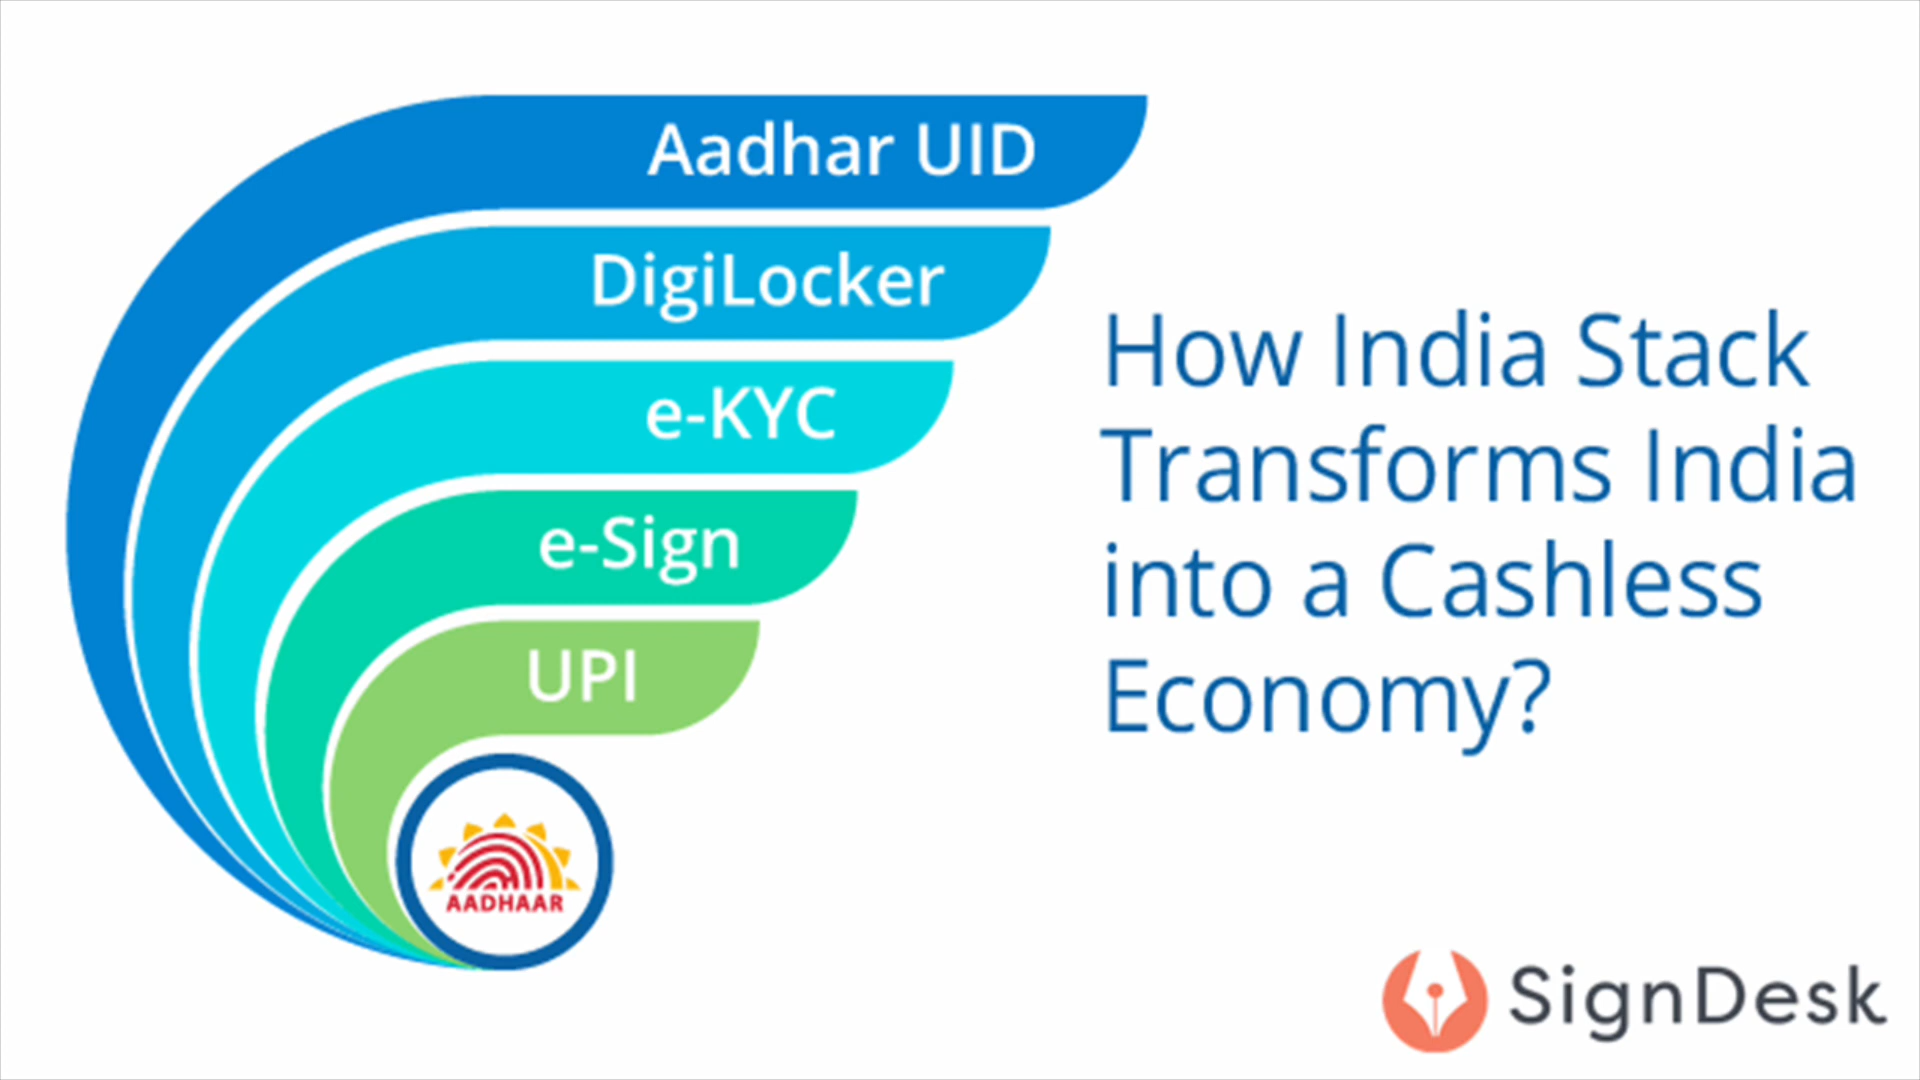 Aadhar UID
DigiLocker
e-KYC
e-Sign
UPI
AADHAAR
How India Stack
Transforms India
into a Cashless
Economy?
SignDesk